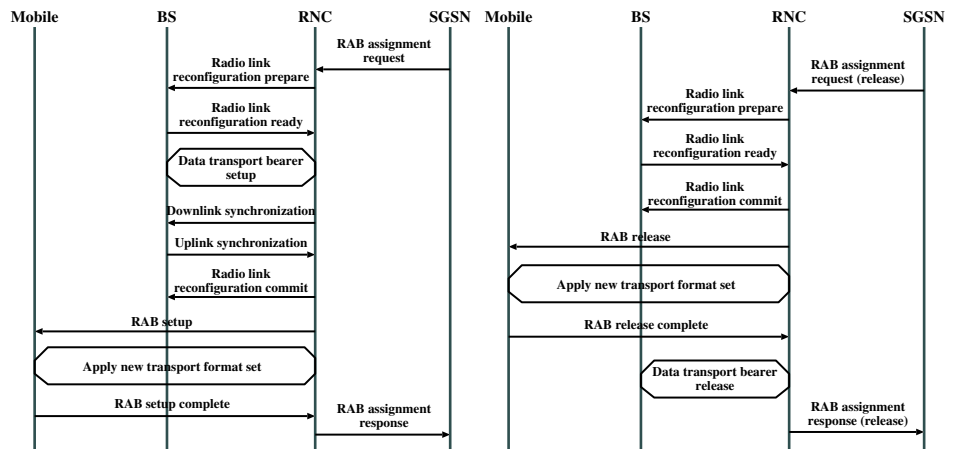 Mobile
BS
RNC
SGSN
RAB assignment
request
Radio link
reconfiguration prepare
Radio link
reconfiguration ready
Data transport bearer
setup
Downlink synchronization
Uplink synchronization
Radio link
reconfiguration commit
RAB setup
Apply new transport format set
RAB setup complete
RAB assignment
response
Mobile
BS
RNC
SGSN
RAB assignment
request (release)
Radio link
reconfiguration prepare
Radio link
reconfiguration ready
Radio link
reconfiguration commit
RAB release
Apply new transport format set
RAB release complete
Data transport bearer
release
RAB assignment
response (release)